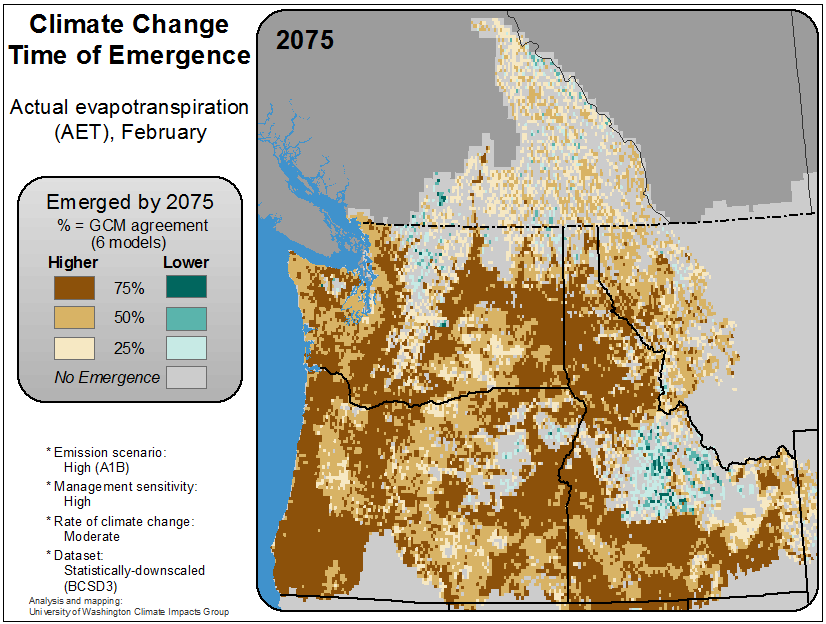 Climate Change
Time of Emergence
Actual evapotranspiration
(AET), February
Emerged by 2075
% = GCM agreement
(6 models)
Higher Lower
75%
50%
25%
No Emergence
* Emission scenario:
High (A1B)
* Management sensitivity:
High
* Rate of climate change:
Moderate
* Dataset:
Statistically-downscaled
(BCSD3)
Analysis and mapping:
University of Washington Climate Impacts Group
2075